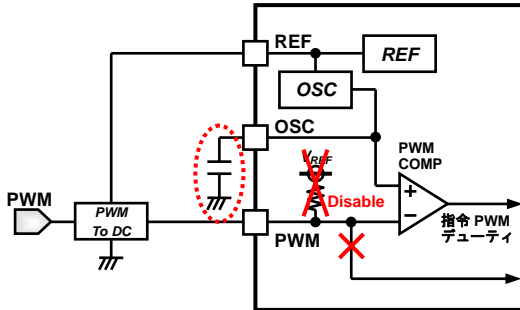 REF
REF
OSC
OSC
VREF
PWM
COMP
Disable
PWM
PWM
To DC
PWM
+
−
指令 PWM
デューティ